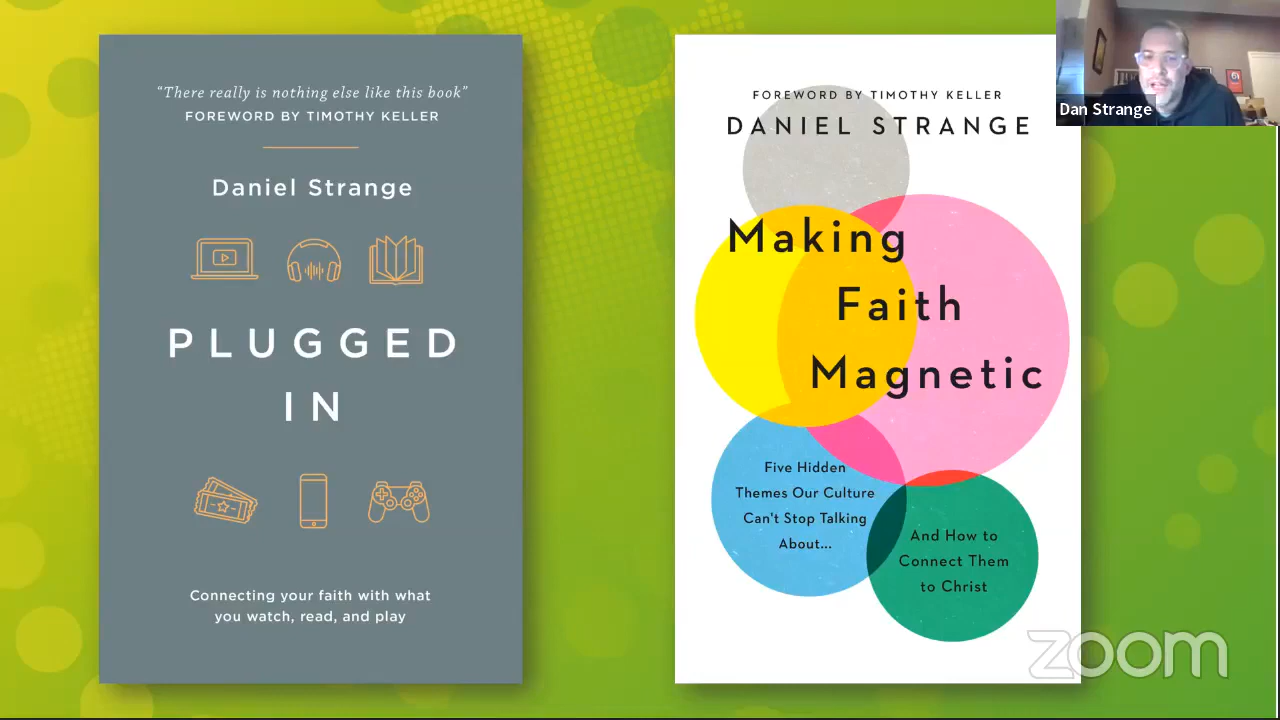 “There really is nothing else like this book”
FOREWORD BY TIMOTHY KELLER
Daniel Strange
PLUGGED
IN
Connecting your faith with what
you watch, read, and play
FOREWORD BY TIMOTHY KELLER
DANIEL STRANGE
Making
Faith
Magnetic
Five Hidden
Themes Our Culture
Can't Stop Talking
About...
And How to
Connect Them
to Christ
Dan Strange
zoom